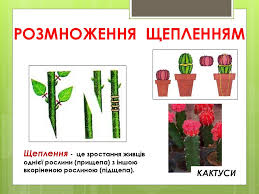 РОЗМНОЖЕННЯ ЩЕПЛЕННЯМ
Щеплення - це зростання живців
однієї рослини (прищепа) з іншою
вкоріненою рослиною (підщепа).
КАКТУСИ